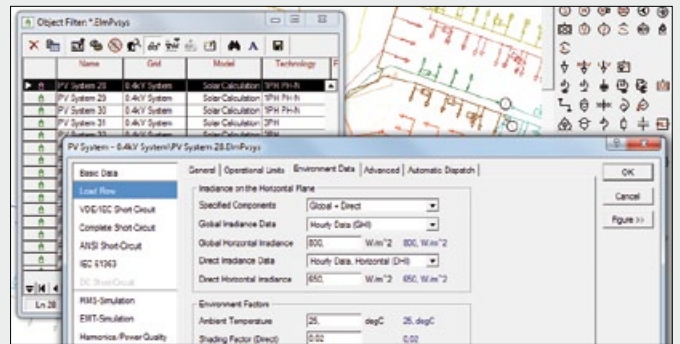 Object Filter: *.ElmPvsys
Name Grid Model Technology
PV System 28 0.4kV System Solar Calculation 1PH PH-N
PV System 29 0.4kV System Solar Calculation 1PH PH-N
PV System 30 0.4kV System Solar Calculation 1PH PH-N
PV System 31 0.4kV System Solar Calculation 3PH
PV System - 0.4kV System\PV System 28.ElmPvsys
Basic Data
Load Flow
VDE/IEC Short-Circuit
Complete Short-Circuit
ANSI Short-Circuit
IEC 61363
DC Short-Circuit
RMS-Simulation
EMT-Simulation
Harmonics/Power Quality
General Operational Limits Environment Data Advanced Automatic Dispatch
Irradiance on the Horizontal Plane
Specified Components Global + Direct
Global Irradiance Data Hourly Data (GHI)
Global Horizontal Irradiance 800, W/m^2 800, W/m^2
Direct Irradiance Data Hourly Data, Horizontal (DHI)
Direct Horizontal Irradiance 650, W/m^2 650, W/m^2
Environment Factors
Ambient Temperature 25, degC 25, degC
Shading Factor (Direct) 0.02 0.02
OK
Cancel
Figure >>
Ln 28